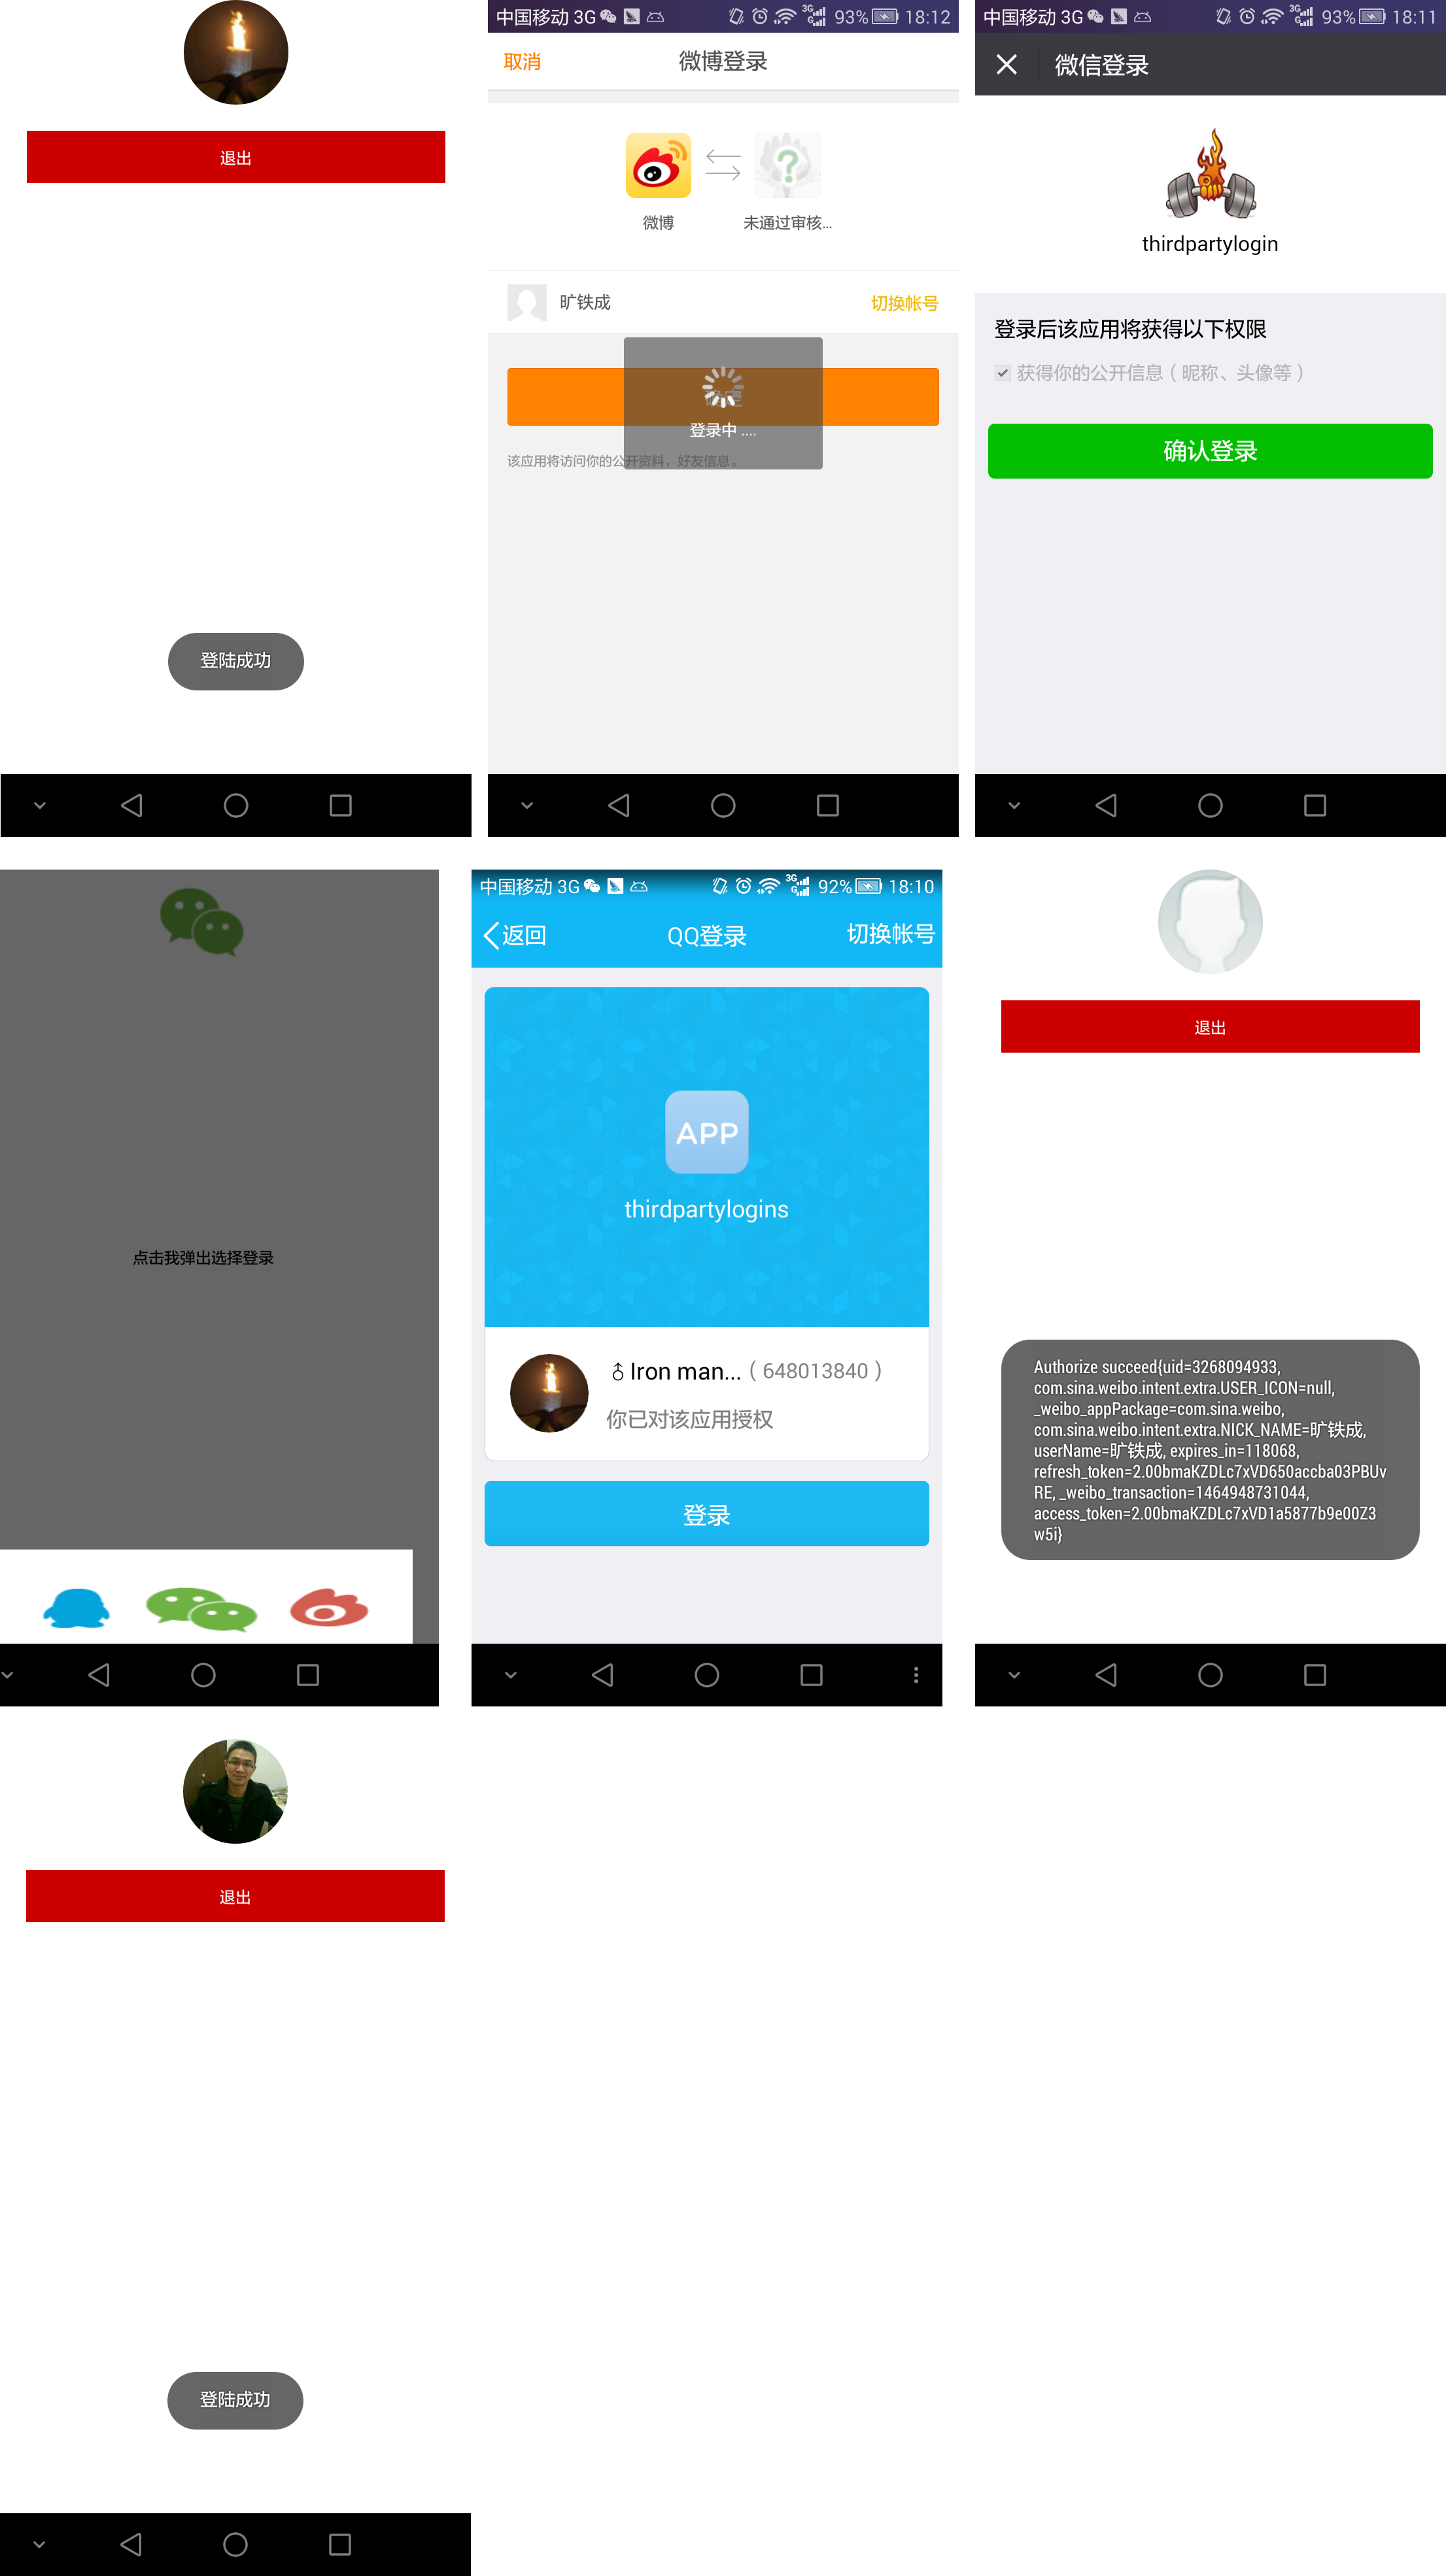 退出
登陆成功
中国移动 3G 93% 18:12
取消 微博登录
微博 未通过审核...
旷铁成 切换帐号
登录中 ....
该应用将访问你的公开资料，好友信息。
中国移动 3G 93% 18:11
微信登录
thirdpartylogin
登录后该应用将获得以下权限
获得你的公开信息（昵称、头像等）
确认登录
点击我弹出选择登录
中国移动 3G 92% 18:10
返回 QQ登录 切换帐号
APP
thirdpartylogins
♂Iron man...（648013840）
你已对该应用授权
登录
退出
Authorize succeed{uid=3268094933,
com.sina.weibo.intent.extra.USER_ICON=null,
_weibo_appPackage=com.sina.weibo,
com.sina.weibo.intent.extra.NICK_NAME=旷铁成,
userName=旷铁成, expires_in=118068,
refresh_token=2.00bmaKZDLc7xVD650accba03PBUv
RE, _weibo_transaction=1464948731044,
access_token=2.00bmaKZDLc7xVD1a5877b9e00Z3
w5i}
退出
登陆成功